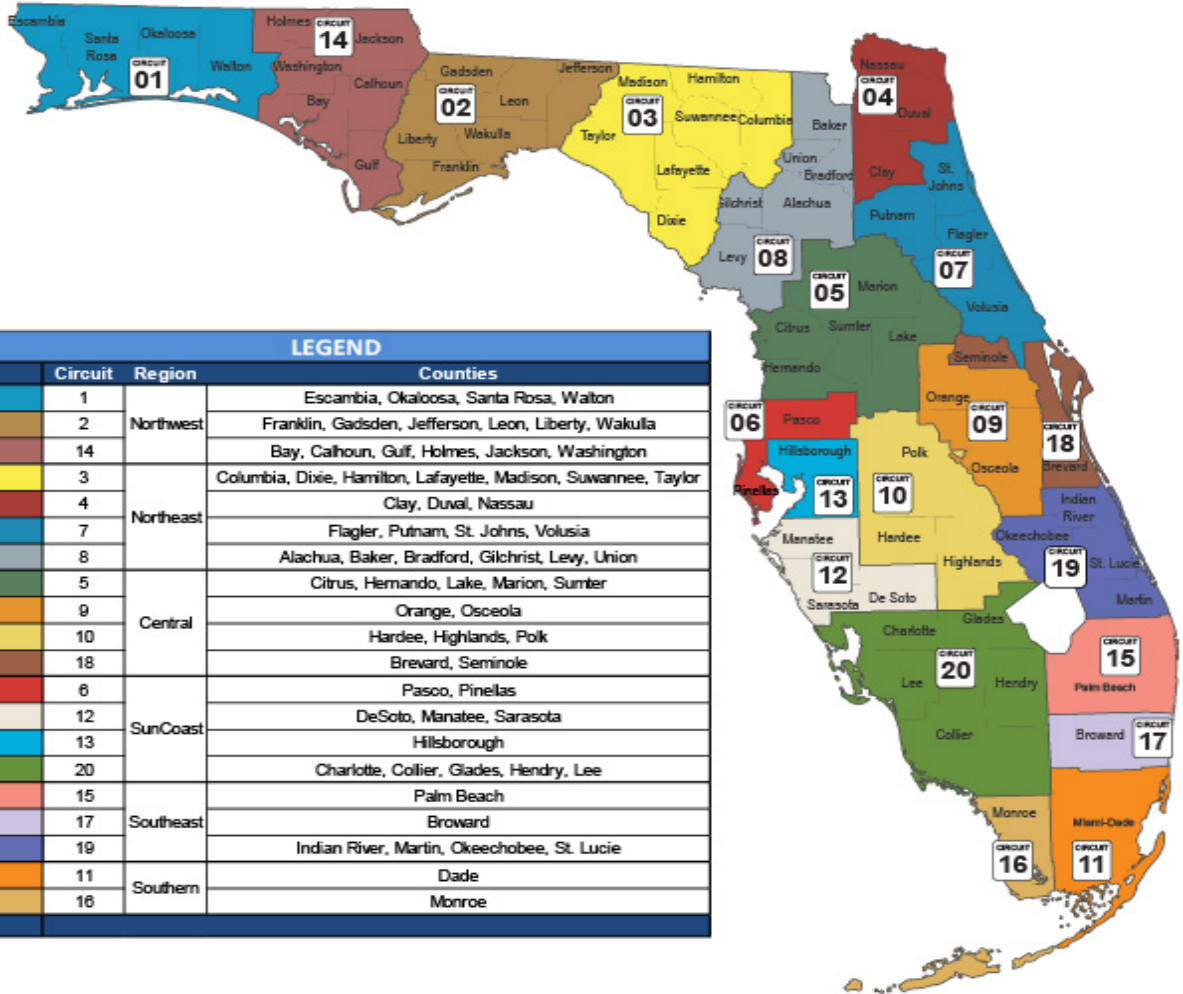 Escambia
Santa
Rosa
Okaloosa
Walton
CIRCUIT
01
Holmes
CIRCUIT
14
Jackson
Washington
Calhoun
Bay
Gulf
Gadsden
Jefferson
CIRCUIT
02
Leon
Liberty
Wakulla
Franklin
Madison
Hamilton
CIRCUIT
03
Suwannee
Columbia
Taylor
Lafayette
Dixie
Nassau
CIRCUIT
04
Duval
Clay
Baker
Union
Bradford
Gilchrist
Alachua
Levy
CIRCUIT
08
St.
Johns
Putnam
Flagler
CIRCUIT
07
Volusia
CIRCUIT
05
Marion
Citrus
Sumter
Lake
Hernando
Seminole
Orange
CIRCUIT
09
Osceola
CIRCUIT
18
Brevard
CIRCUIT
06
Pasco
Pinellas
Hillsborough
CIRCUIT
13
Polk
CIRCUIT
10
Hardee
Highlands
Manatee
CIRCUIT
12
Sarasota
De Soto
Indian
River
Okeechobee
CIRCUIT
19
St. Lucie
Martin
Glades
Charlotte
CIRCUIT
20
Lee
Hendry
Collier
CIRCUIT
15
Palm Beach
Broward
CIRCUIT
17
Monroe
CIRCUIT
16
Miami-Dade
CIRCUIT
11
LEGEND
Circuit Region Counties
1 Escambia, Okaloosa, Santa Rosa, Walton
Northwest
2 Franklin, Gadsden, Jefferson, Leon, Liberty, Wakulla
14 Bay, Calhoun, Gulf, Holmes, Jackson, Washington
3 Columbia, Dixie, Hamilton, Lafayette, Madison, Suwannee, Taylor
4 Clay, Duval, Nassau
Northeast
7 Flagler, Putnam, St. Johns, Volusia
8 Alachua, Baker, Bradford, Gilchrist, Levy, Union
5 Citrus, Hernando, Lake, Marion, Sumter
9 Orange, Osceola
Central
10 Hardee, Highlands, Polk
18 Brevard, Seminole
6 Pasco, Pinellas
12 DeSoto, Manatee, Sarasota
SunCoast
13 Hillsborough
20 Charlotte, Collier, Glades, Hendry, Lee
15 Palm Beach
17 Southeast Broward
19 Indian River, Martin, Okeechobee, St. Lucie
11 Dade
Southern
16 Monroe